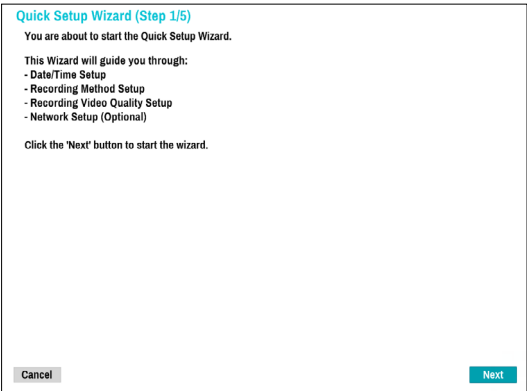 Quick Setup Wizard (Step 1/5)
You are about to start the Quick Setup Wizard.
This Wizard will guide you through:
- Date/Time Setup
- Recording Method Setup
- Recording Video Quality Setup
- Network Setup (Optional)
Click the 'Next' button to start the wizard.
Cancel
Next